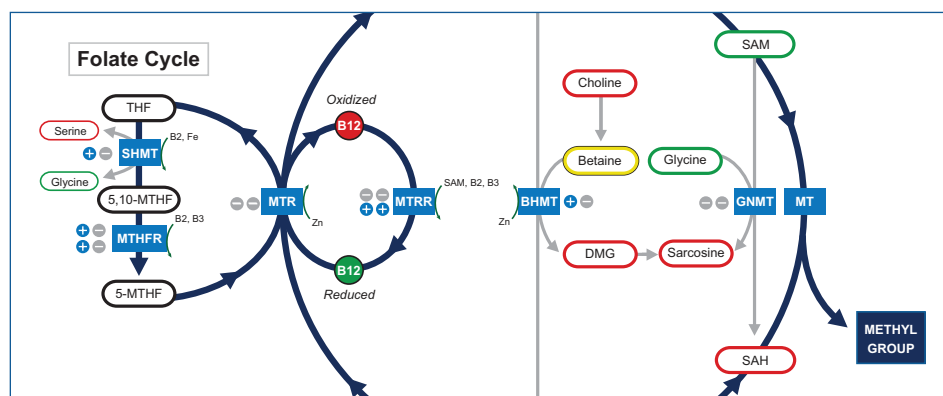 Folate Cycle
THF
Serine
B2, Fe
+ − SHMT
Glycine
5,10-MTHF
B2, B3
+ −
+ −
MTHFR
5-MTHF
Oxidized
B12
− − MTR
Zn
− −
+ +
MTRR
SAM, B2, B3
B12
Reduced
Choline
Betaine
BHMT + −
Zn
DMG
Sarcosine
Glycine
SAM
− − GNMT
MT
SAH
METHYL
GROUP